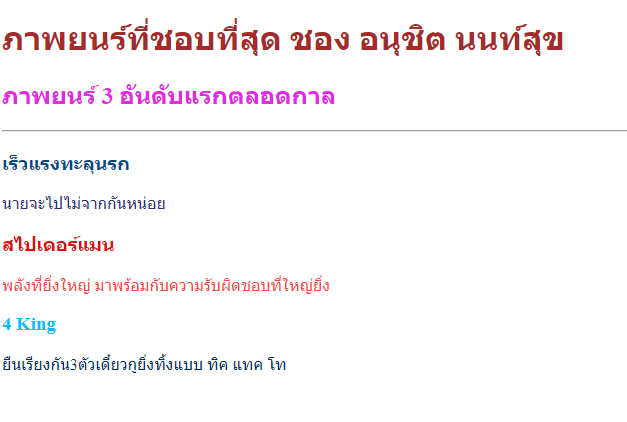 ภาพยนร์ที่ชอบที่สุด ของ อนุชิต นนท์สุข
ภาพยนร์ 3 อันดับแรกตลอดกาล
เร็วแรงทะลุนรก
นายจะไปไม่จากกันหน่อย
สไปเดอร์แมน
พลังที่ยิ่งใหญ่ มาพร้อมกับความรับผิดชอบที่ใหญ่ยิ่ง
4 King
ยืนเรียงกัน3ตัวเดี๋ยวกูยิ่งทิ้งแบบ ทิค แทค โท